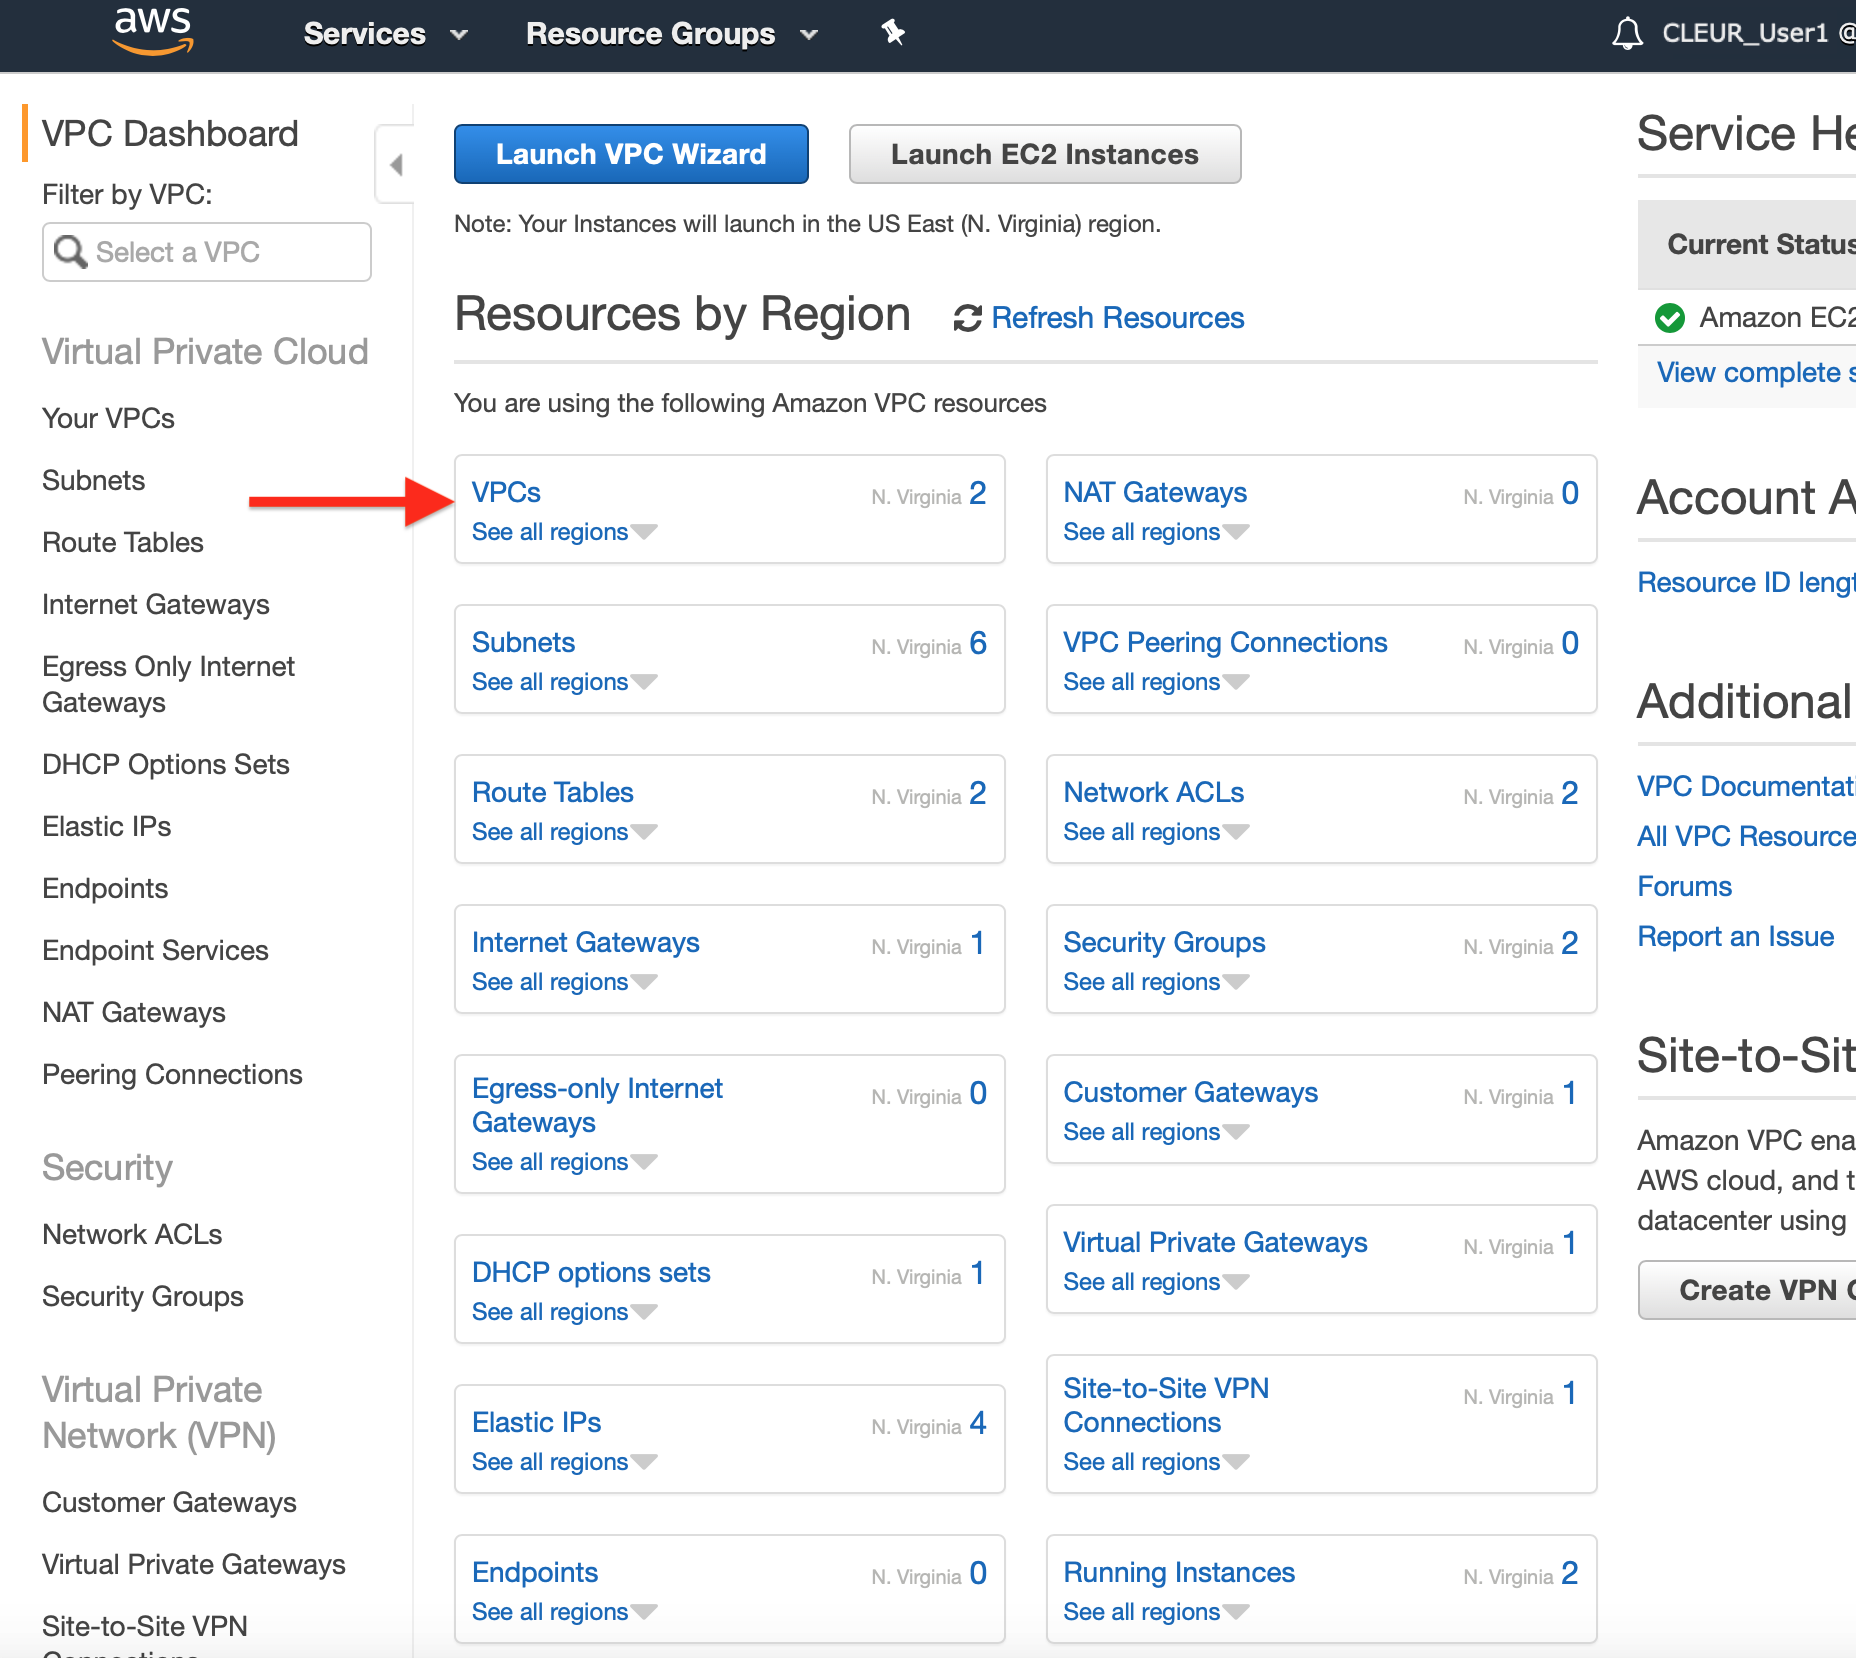 aws
Services
Resource Groups
CLEUR_User1 @
VPC Dashboard
Filter by VPC:
Select a VPC
Virtual Private Cloud
Your VPCs
Subnets
Route Tables
Internet Gateways
Egress Only Internet
Gateways
DHCP Options Sets
Elastic IPs
Endpoints
Endpoint Services
NAT Gateways
Peering Connections
Security
Network ACLs
Security Groups
Virtual Private
Network (VPN)
Customer Gateways
Virtual Private Gateways
Site-to-Site VPN
Launch VPC Wizard
Launch EC2 Instances
Note: Your Instances will launch in the US East (N. Virginia) region.
Resources by Region
Refresh Resources
You are using the following Amazon VPC resources
VPCs N. Virginia 2
See all regions
Subnets N. Virginia 6
See all regions
Route Tables N. Virginia 2
See all regions
Internet Gateways N. Virginia 1
See all regions
Egress-only Internet N. Virginia 0
Gateways
See all regions
DHCP options sets N. Virginia 1
See all regions
Elastic IPs N. Virginia 4
See all regions
Endpoints N. Virginia 0
See all regions
NAT Gateways N. Virginia 0
See all regions
VPC Peering Connections N. Virginia 0
See all regions
Network ACLs N. Virginia 2
See all regions
Security Groups N. Virginia 2
See all regions
Customer Gateways N. Virginia 1
See all regions
Virtual Private Gateways N. Virginia 1
See all regions
Site-to-Site VPN N. Virginia 1
Connections
See all regions
Running Instances N. Virginia 2
See all regions
Service He
Current Status
Amazon EC2
View complete s
Account A
Resource ID lengt
Additional
VPC Documentati
All VPC Resource
Forums
Report an Issue
Site-to-Sit
Amazon VPC ena
AWS cloud, and t
datacenter using
Create VPN C